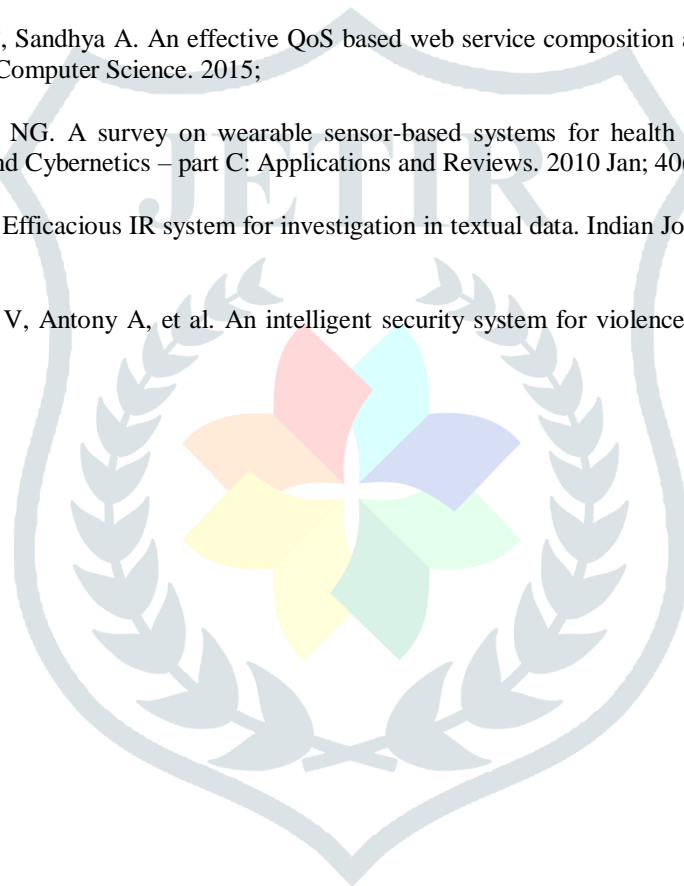 , Sandhya A. An effective QoS based web service composition a
Computer Science. 2015;
NG. A survey on wearable sensor-based systems for health
nd Cybernetics – part C: Applications and Reviews. 2010 Jan; 40
JETIR
Efficacious IR system for investigation in textual data. Indian Jo
V, Antony A, et al. An intelligent security system for violence